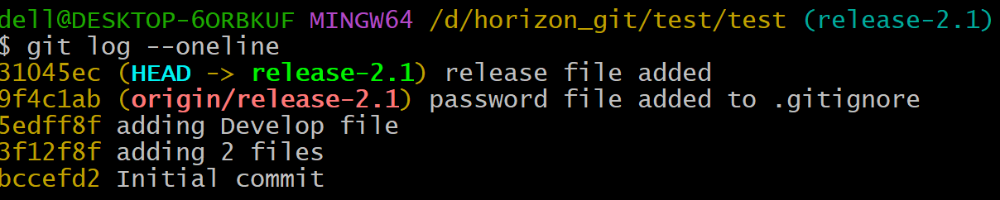 dell@DESKTOP-6ORBKUF MINGW64 /d/horizon_git/test/test (release-2.1)
$ git log --oneline
31045ec (HEAD -> release-2.1) release file added
9f4c1ab (origin/release-2.1) password file added to .gitignore
5edff8f adding Develop file
3f12f8f adding 2 files
bccefd2 Initial commit